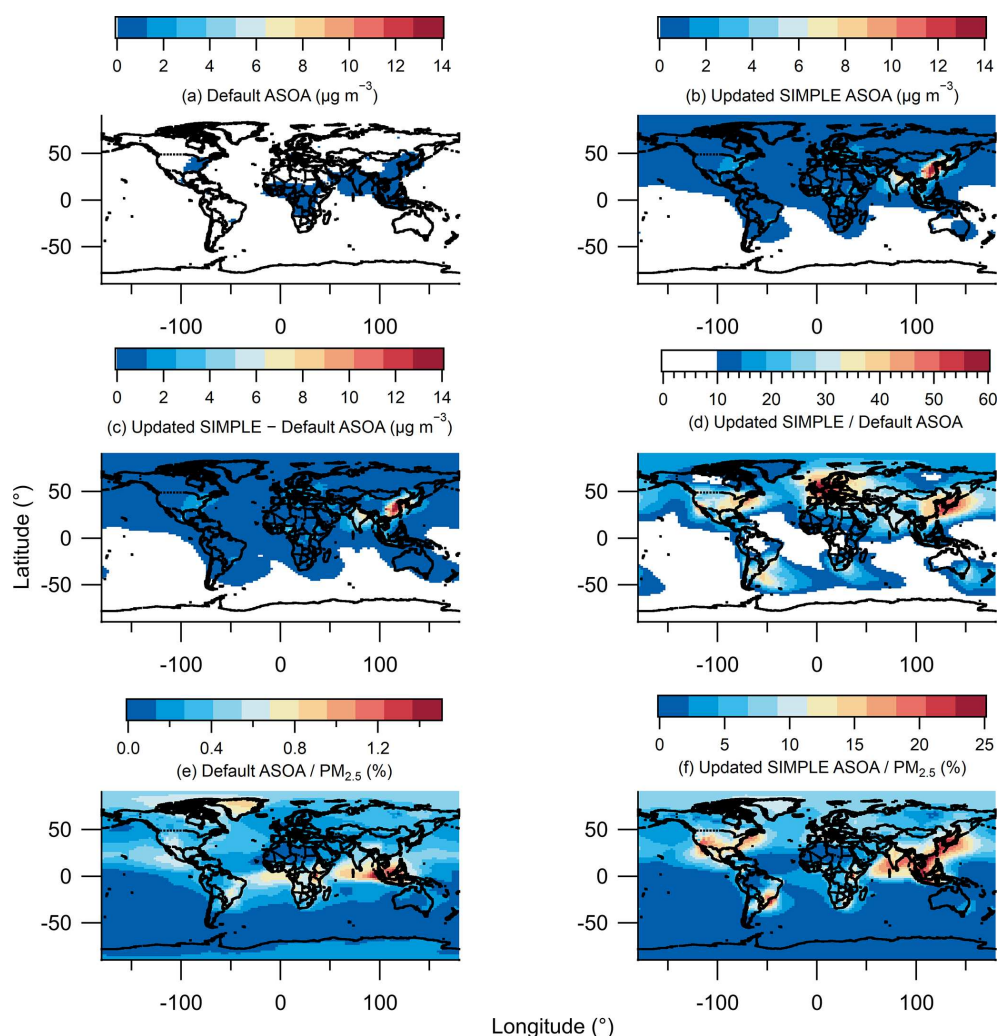 0 2 4 6 8 10 12 14
(a) Default ASOA (µg m⁻³)
50
0
-50
-100 0 100
0 2 4 6 8 10 12 14
(b) Updated SIMPLE ASOA (µg m⁻³)
50
0
-50
-100 0 100
0 2 4 6 8 10 12 14
(c) Updated SIMPLE − Default ASOA (µg m⁻³)
50
0
-50
-100 0 100
0 10 20 30 40 50 60
(d) Updated SIMPLE / Default ASOA
50
0
-50
-100 0 100
Latitude (°)
0.0 0.4 0.8 1.2
(e) Default ASOA / PM₂.₅ (%)
50
0
-50
-100 0 100
0 5 10 15 20 25
(f) Updated SIMPLE ASOA / PM₂.₅ (%)
50
0
-50
-100 0 100
Longitude (°)